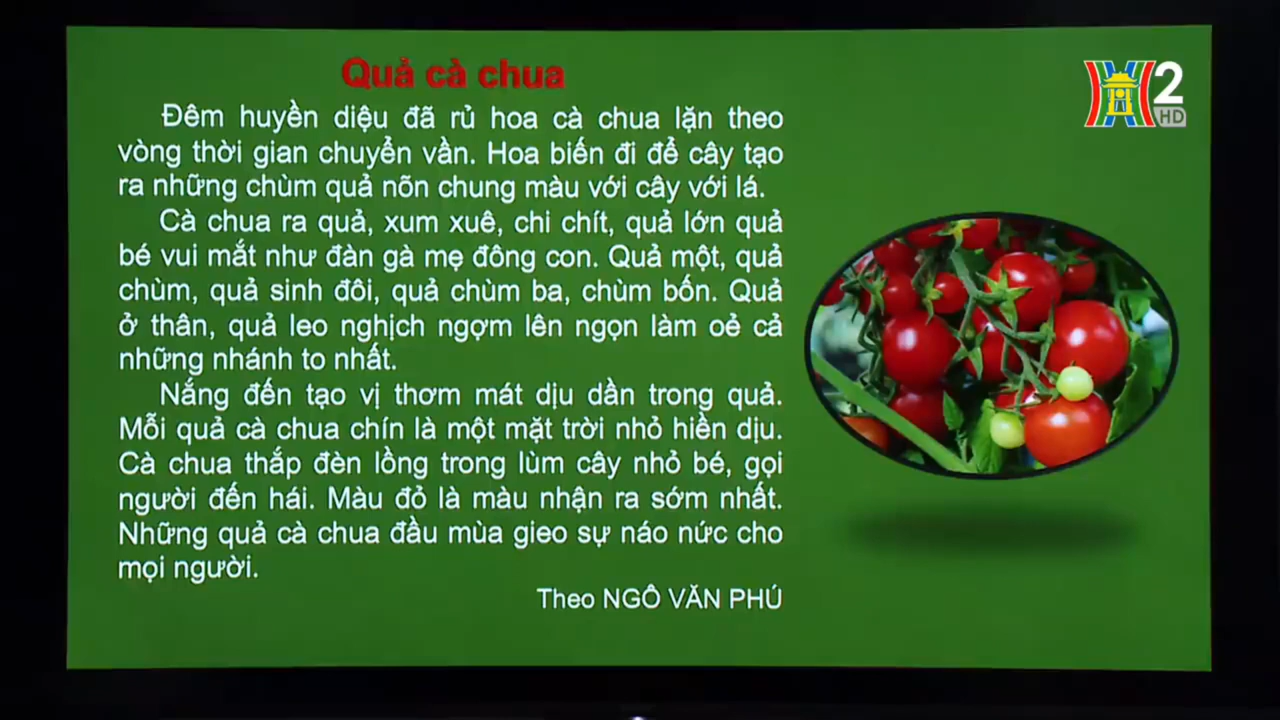 Quả cà chua
Đêm huyền diệu đã rủ hoa cà chua lặn theo
vòng thời gian chuyển vần. Hoa biến đi để cây tạo
ra những chùm quả nõn chung màu với cây với lá.
Cà chua ra quả, xum xuê, chi chít, quả lớn quả
bé vui mắt như đàn gà mẹ đông con. Quả một, quả
chùm, quả sinh đôi, quả chùm ba, chùm bốn. Quả
ở thân, quả leo nghịch ngợm lên ngọn làm oẻ cả
những nhánh to nhất.
Nắng đến tạo vị thơm mát dịu dần trong quả.
Mỗi quả cà chua chín là một mặt trời nhỏ hiền dịu.
Cà chua thắp đèn lồng trong lùm cây nhỏ bé, gọi
người đến hái. Màu đỏ là màu nhận ra sớm nhất.
Những quả cà chua đầu mùa gieo sự náo nức cho
mọi người.
Theo NGÔ VĂN PHÚ
2
HD